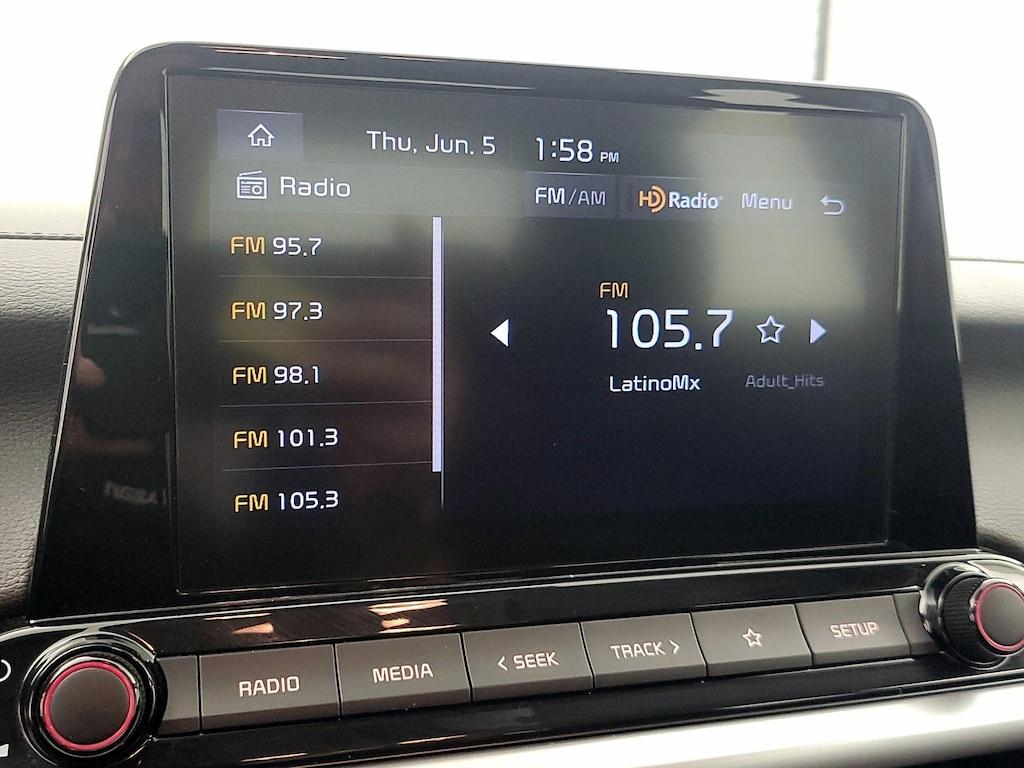 Thu, Jun. 5 1:58 PM
Radio FM/AM HD Radio Menu
FM 95.7
FM 97.3
FM 98.1
FM 101.3
FM 105.3
FM
105.7
LatinoMx Adult_Hits
RADIO MEDIA < SEEK TRACK > SETUP